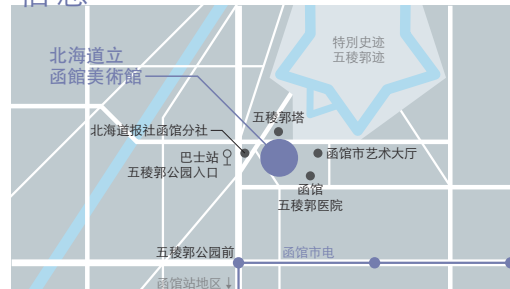 信息
北海道立
函館美術館
特别史迹
五稜郭迹
五稜郭塔
北海道报社函馆分社
函馆市艺术大厅
巴士站
五稜郭公园入口
函馆
五稜郭医院
五稜郭公园前
函馆市电
函馆站地区↓